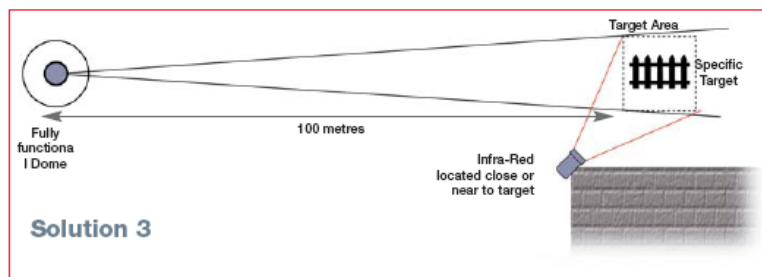 Target Area
Specific
Target
100 metres
Fully
functiona
l Dome
Infra-Red
located close or
near to target
Solution 3